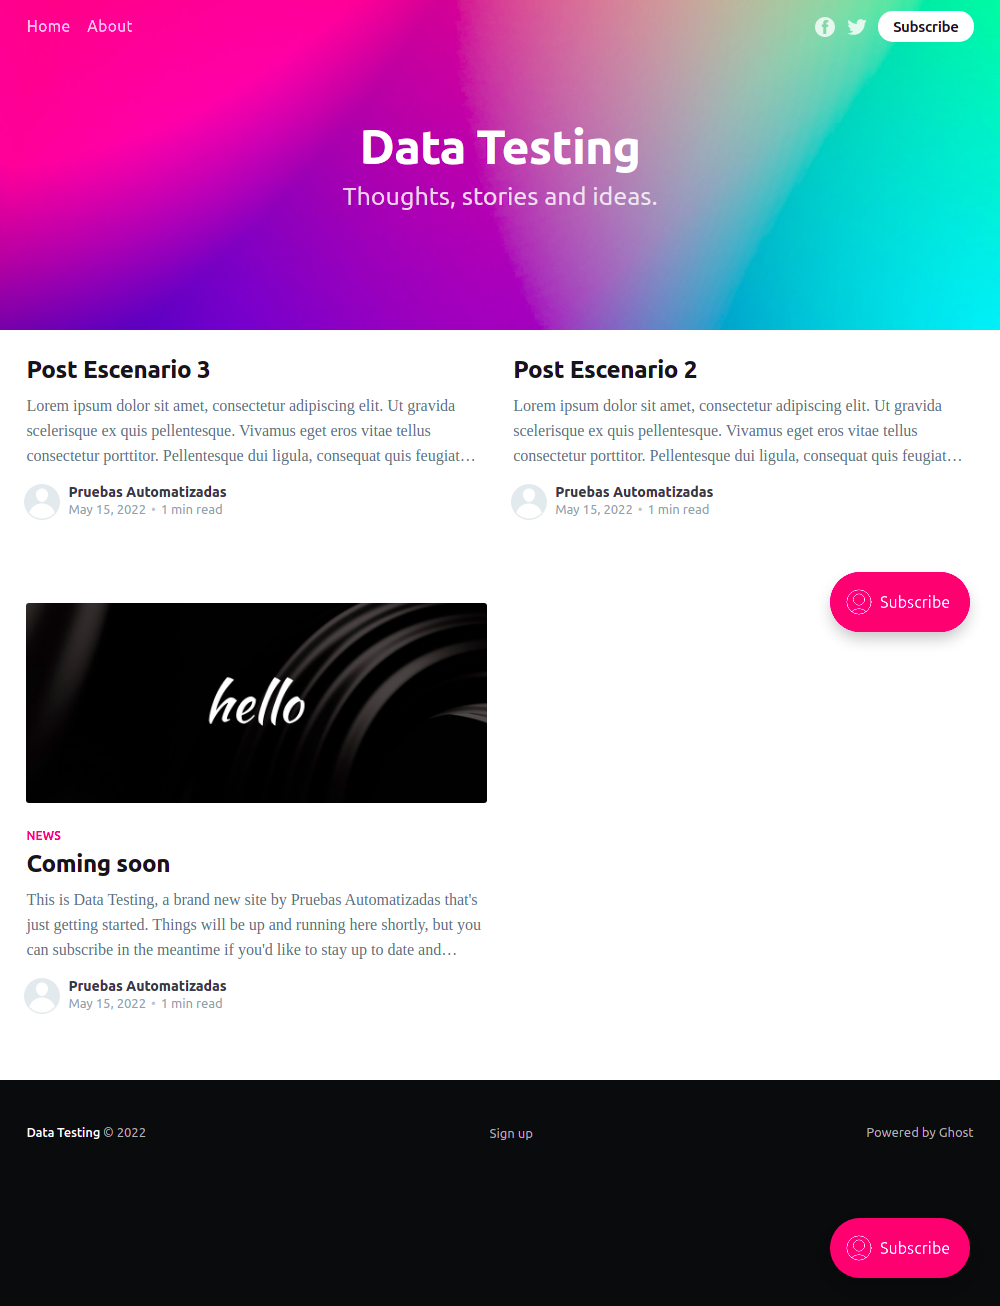 Home About
Subscribe
Data Testing
Thoughts, stories and ideas.
Post Escenario 3
Lorem ipsum dolor sit amet, consectetur adipiscing elit. Ut gravida
scelerisque ex quis pellentesque. Vivamus eget eros vitae tellus
consectetur porttitor. Pellentesque dui ligula, consequat quis feugiat…
Pruebas Automatizadas
May 15, 2022 • 1 min read
Post Escenario 2
Lorem ipsum dolor sit amet, consectetur adipiscing elit. Ut gravida
scelerisque ex quis pellentesque. Vivamus eget eros vitae tellus
consectetur porttitor. Pellentesque dui ligula, consequat quis feugiat…
Pruebas Automatizadas
May 15, 2022 • 1 min read
Subscribe
hello
NEWS
Coming soon
This is Data Testing, a brand new site by Pruebas Automatizadas that's
just getting started. Things will be up and running here shortly, but you
can subscribe in the meantime if you'd like to stay up to date and…
Pruebas Automatizadas
May 15, 2022 • 1 min read
Data Testing © 2022
Sign up
Powered by Ghost
Subscribe